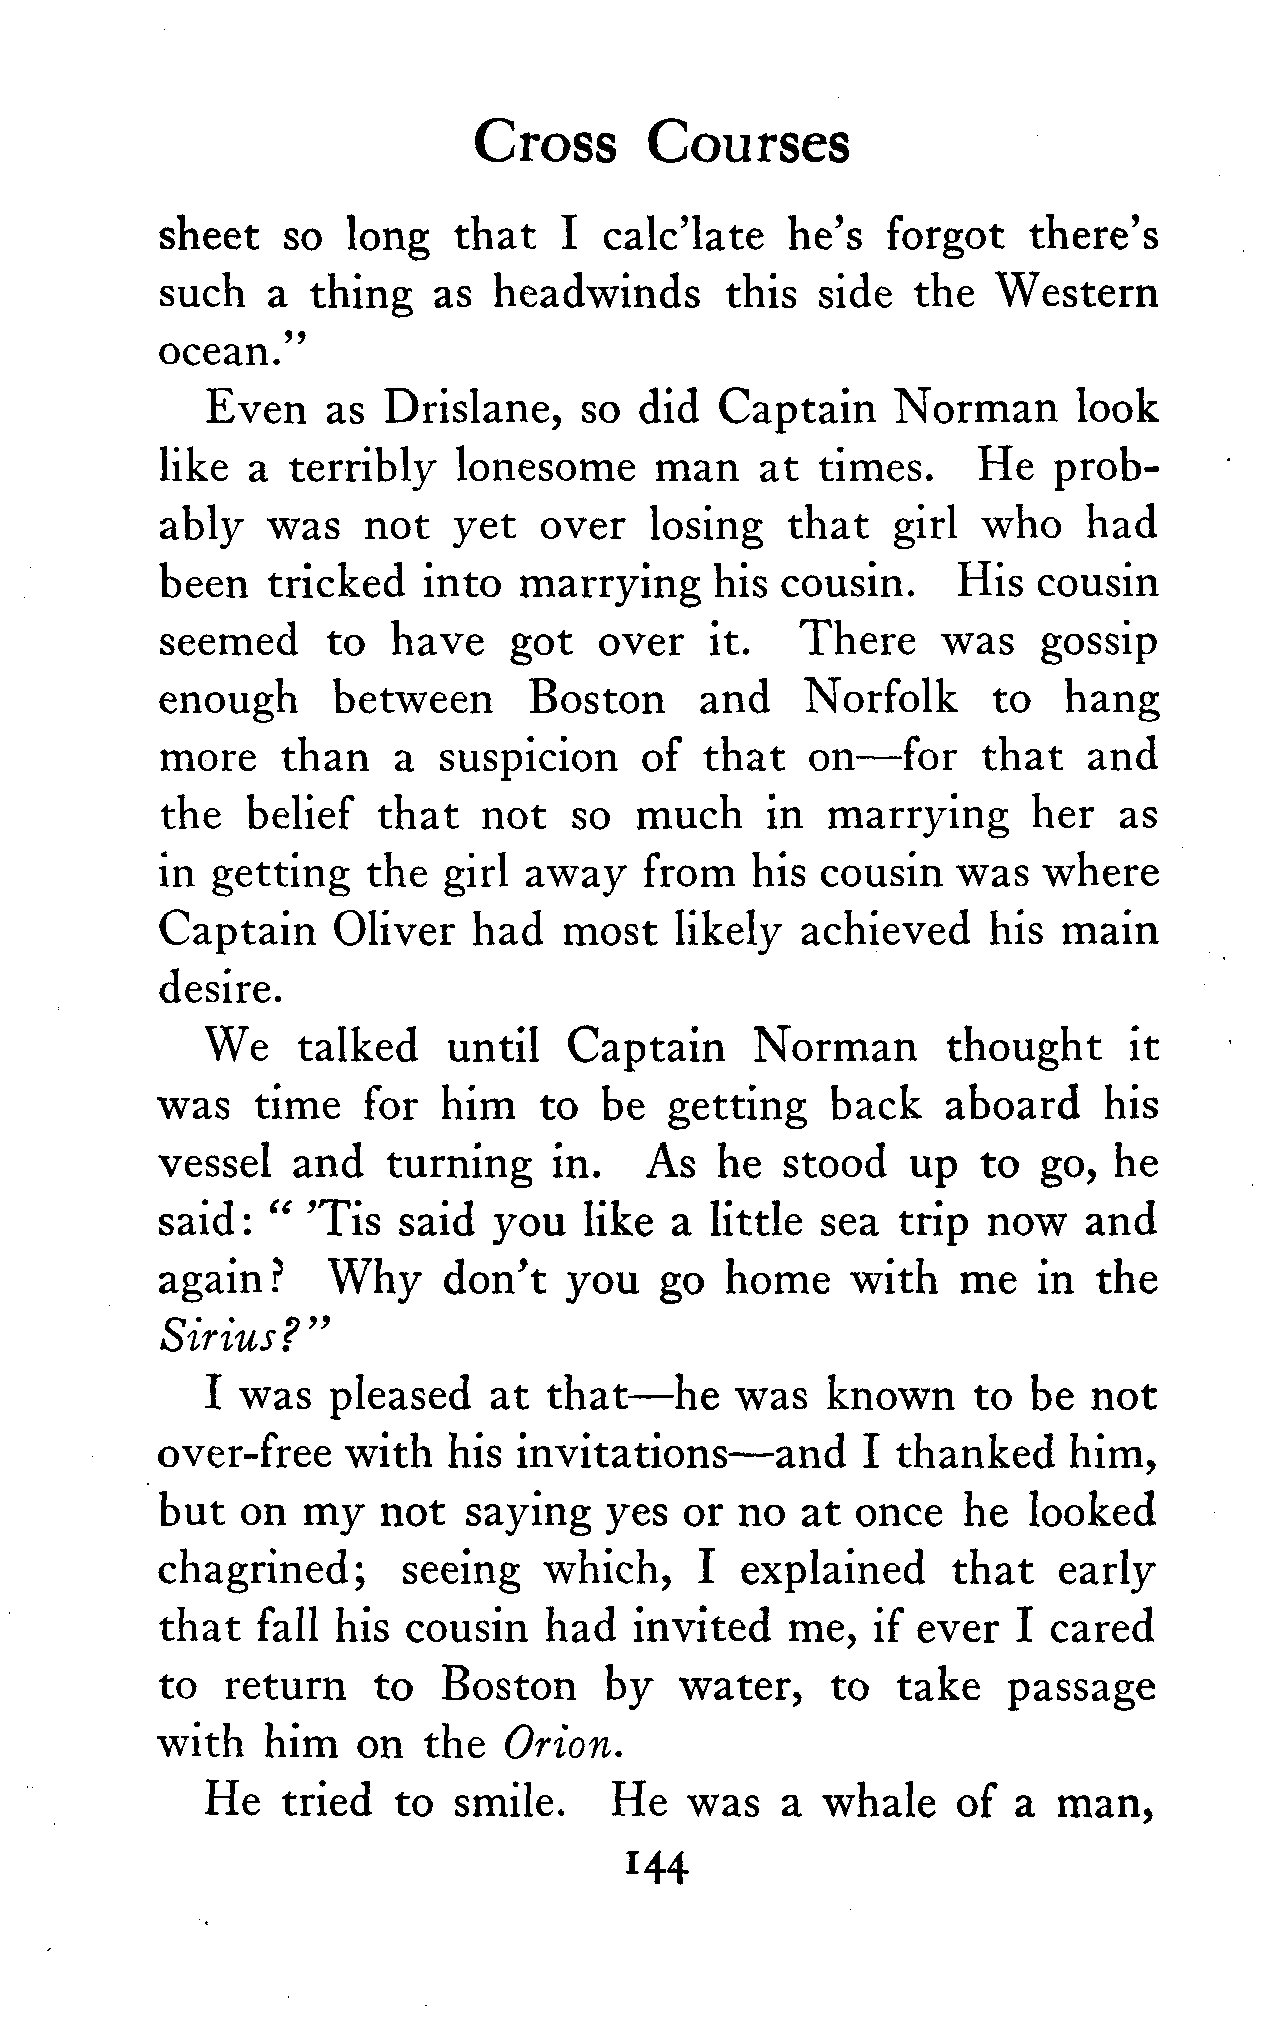 Cross Courses
sheet so long that I calc'late he's forgot there's
such a thing as headwinds this side the Western
ocean."
Even as Drislane, so did Captain Norman look
like a terribly lonesome man at times. He prob-
ably was not yet over losing that girl who had
been tricked into marrying his cousin. His cousin
seemed to have got over it. There was gossip
enough between Boston and Norfolk to hang
more than a suspicion of that on—for that and
the belief that not so much in marrying her as
in getting the girl away from his cousin was where
Captain Oliver had most likely achieved his main
desire.
We talked until Captain Norman thought it
was time for him to be getting back aboard his
vessel and turning in. As he stood up to go, he
said: " 'Tis said you like a little sea trip now and
again? Why don't you go home with me in the
Sirius?"
I was pleased at that—he was known to be not
over-free with his invitations—and I thanked him,
but on my not saying yes or no at once he looked
chagrined; seeing which, I explained that early
that fall his cousin had invited me, if ever I cared
to return to Boston by water, to take passage
with him on the Orion.
He tried to smile. He was a whale of a man,
144